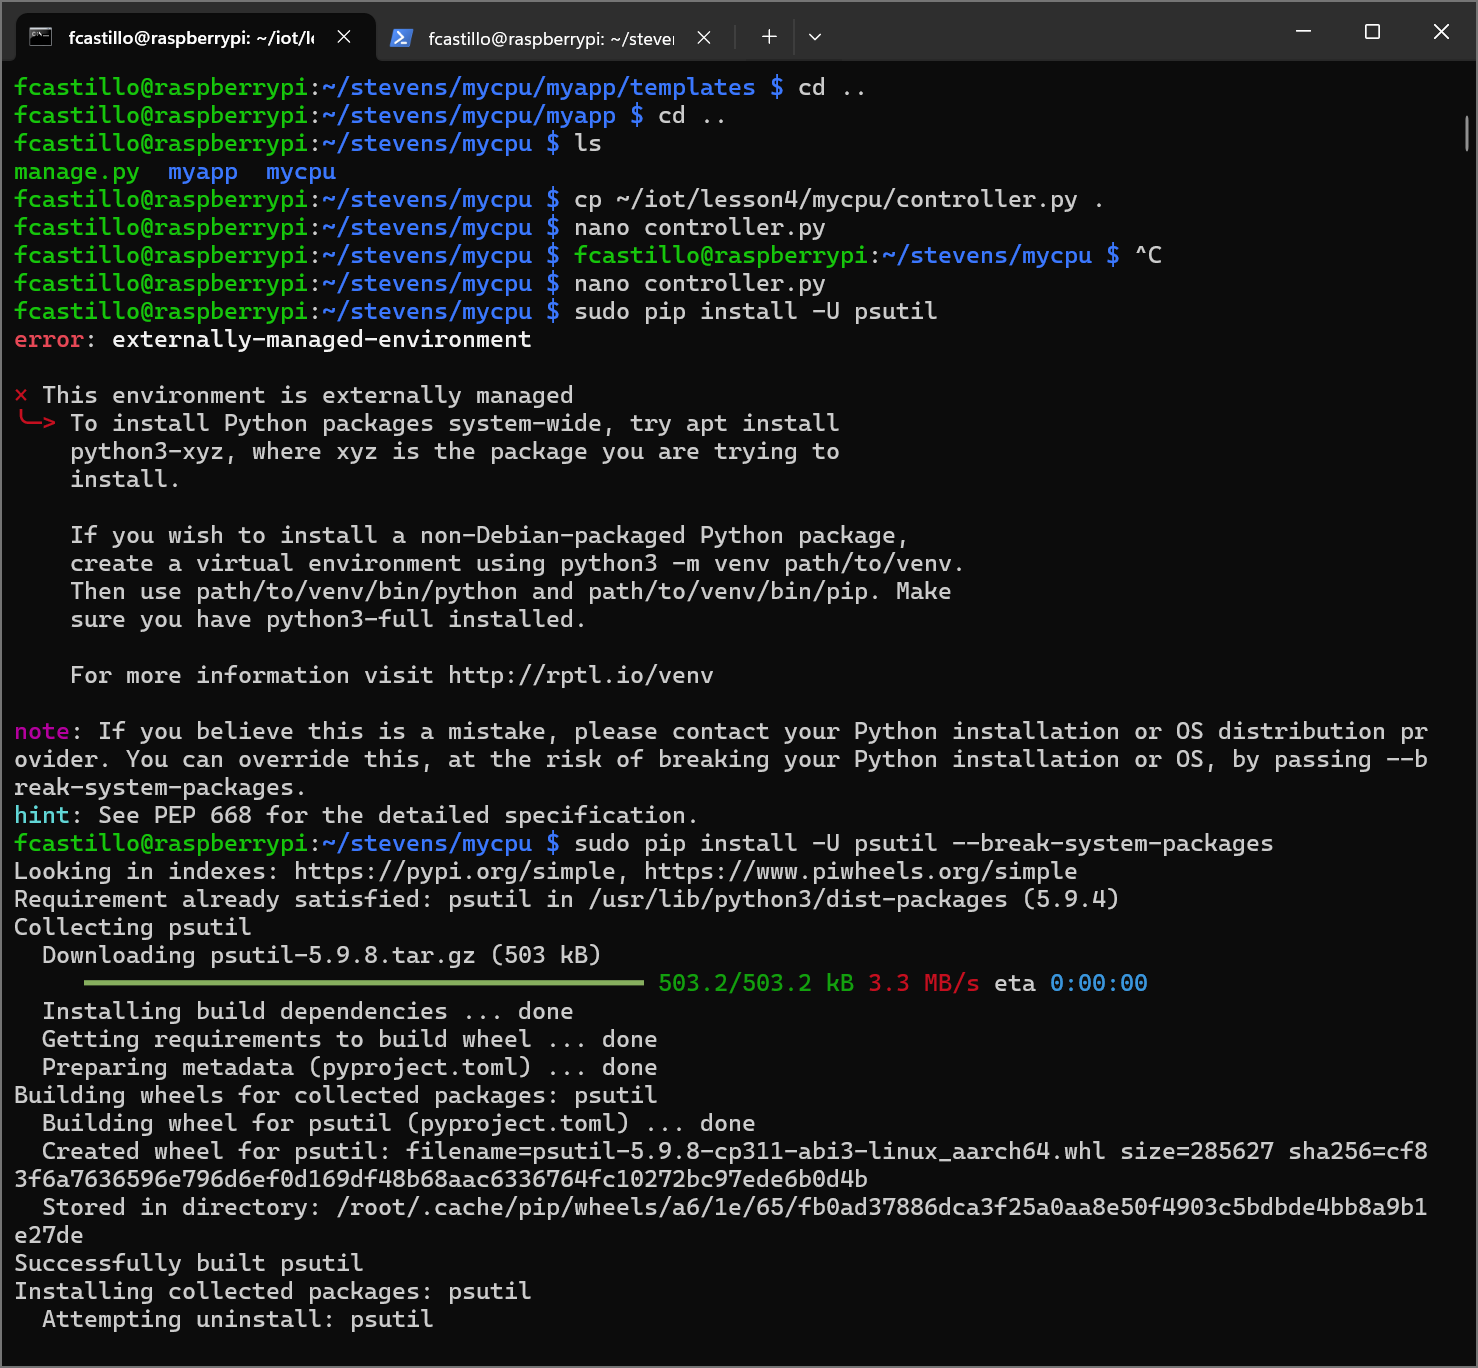 fcastillo@raspberrypi: ~/iot/le
fcastillo@raspberrypi: ~/steve
fcastillo@raspberrypi:~/stevens/mycpu/myapp/templates $ cd ..
fcastillo@raspberrypi:~/stevens/mycpu/myapp $ cd ..
fcastillo@raspberrypi:~/stevens/mycpu $ ls
manage.py  myapp  mycpu
fcastillo@raspberrypi:~/stevens/mycpu $ cp ~/iot/lesson4/mycpu/controller.py .
fcastillo@raspberrypi:~/stevens/mycpu $ nano controller.py
fcastillo@raspberrypi:~/stevens/mycpu $ fcastillo@raspberrypi:~/stevens/mycpu $ ^C
fcastillo@raspberrypi:~/stevens/mycpu $ nano controller.py
fcastillo@raspberrypi:~/stevens/mycpu $ sudo pip install -U psutil
error: externally-managed-environment
× This environment is externally managed
╰─> To install Python packages system-wide, try apt install
python3-xyz, where xyz is the package you are trying to
install.
If you wish to install a non-Debian-packaged Python package,
create a virtual environment using python3 -m venv path/to/venv.
Then use path/to/venv/bin/python and path/to/venv/bin/pip. Make
sure you have python3-full installed.
For more information visit http://rptl.io/venv
note: If you believe this is a mistake, please contact your Python installation or OS distribution pr
ovider. You can override this, at the risk of breaking your Python installation or OS, by passing --b
reak-system-packages.
hint: See PEP 668 for the detailed specification.
fcastillo@raspberrypi:~/stevens/mycpu $ sudo pip install -U psutil --break-system-packages
Looking in indexes: https://pypi.org/simple, https://www.piwheels.org/simple
Requirement already satisfied: psutil in /usr/lib/python3/dist-packages (5.9.4)
Collecting psutil
Downloading psutil-5.9.8.tar.gz (503 kB)
503.2/503.2 kB 3.3 MB/s eta 0:00:00
Installing build dependencies ... done
Getting requirements to build wheel ... done
Preparing metadata (pyproject.toml) ... done
Building wheels for collected packages: psutil
Building wheel for psutil (pyproject.toml) ... done
Created wheel for psutil: filename=psutil-5.9.8-cp311-abi3-linux_aarch64.whl size=285627 sha256=cf8
3f6a7636596e796d6ef0d169df48b68aac6336764fc10272bc97ede6b0d4b
Stored in directory: /root/.cache/pip/wheels/a6/1e/65/fb0ad37886dca3f25a0aa8e50f4903c5bdbde4bb8a9b1
e27de
Successfully built psutil
Installing collected packages: psutil
Attempting uninstall: psutil